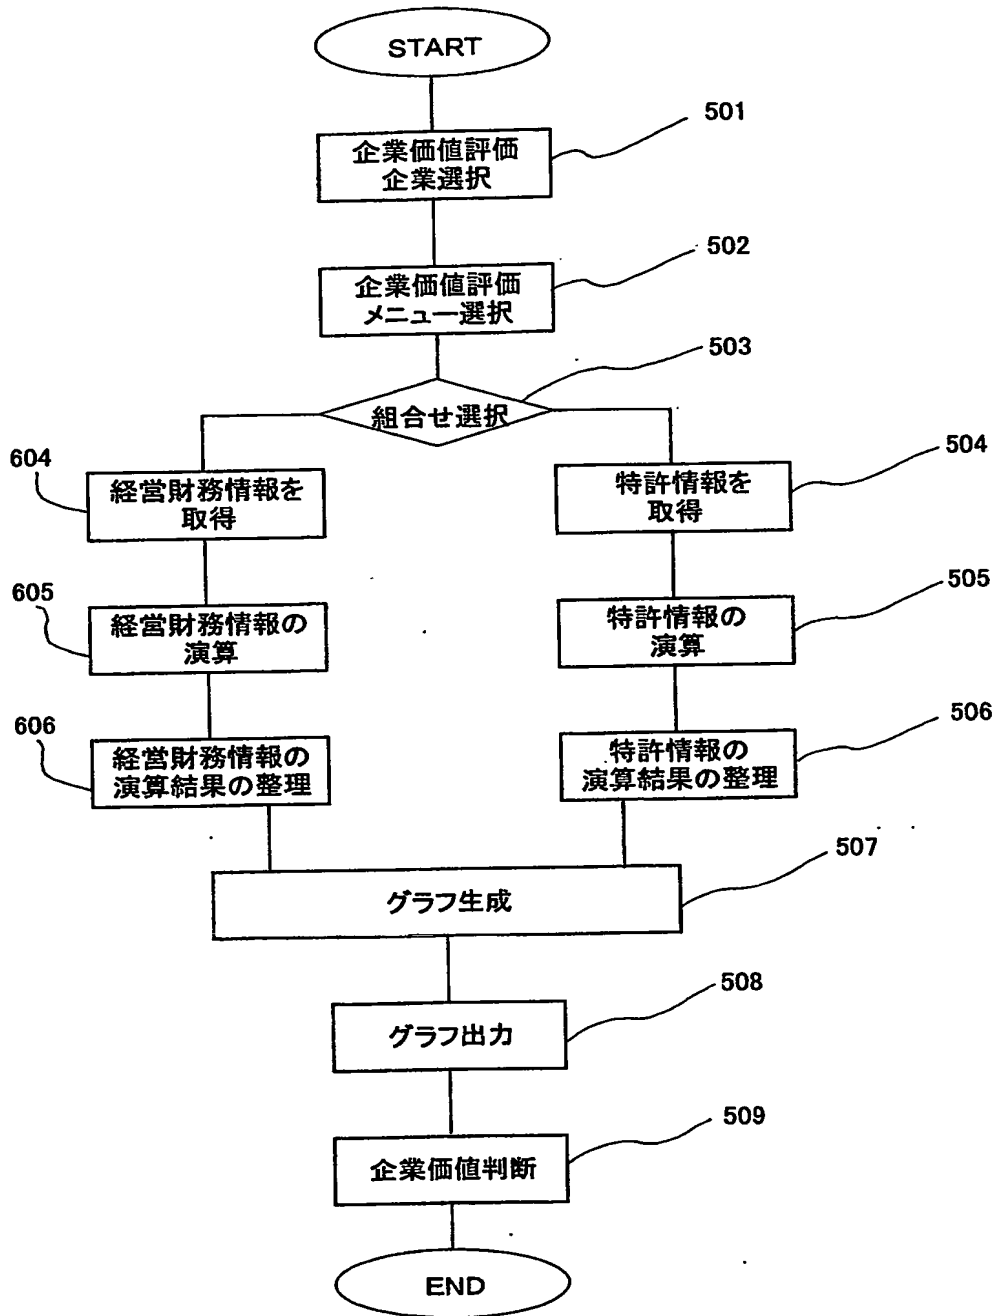 START
501
企業価値評価
企業選択
502
企業価値評価
メニュー選択
503
組合せ選択
604
経営財務情報を
取得
504
特許情報を
取得
605
経営財務情報の
演算
505
特許情報の
演算
606
経営財務情報の
演算結果の整理
506
特許情報の
演算結果の整理
507
グラフ生成
508
グラフ出力
509
企業価値判断
END